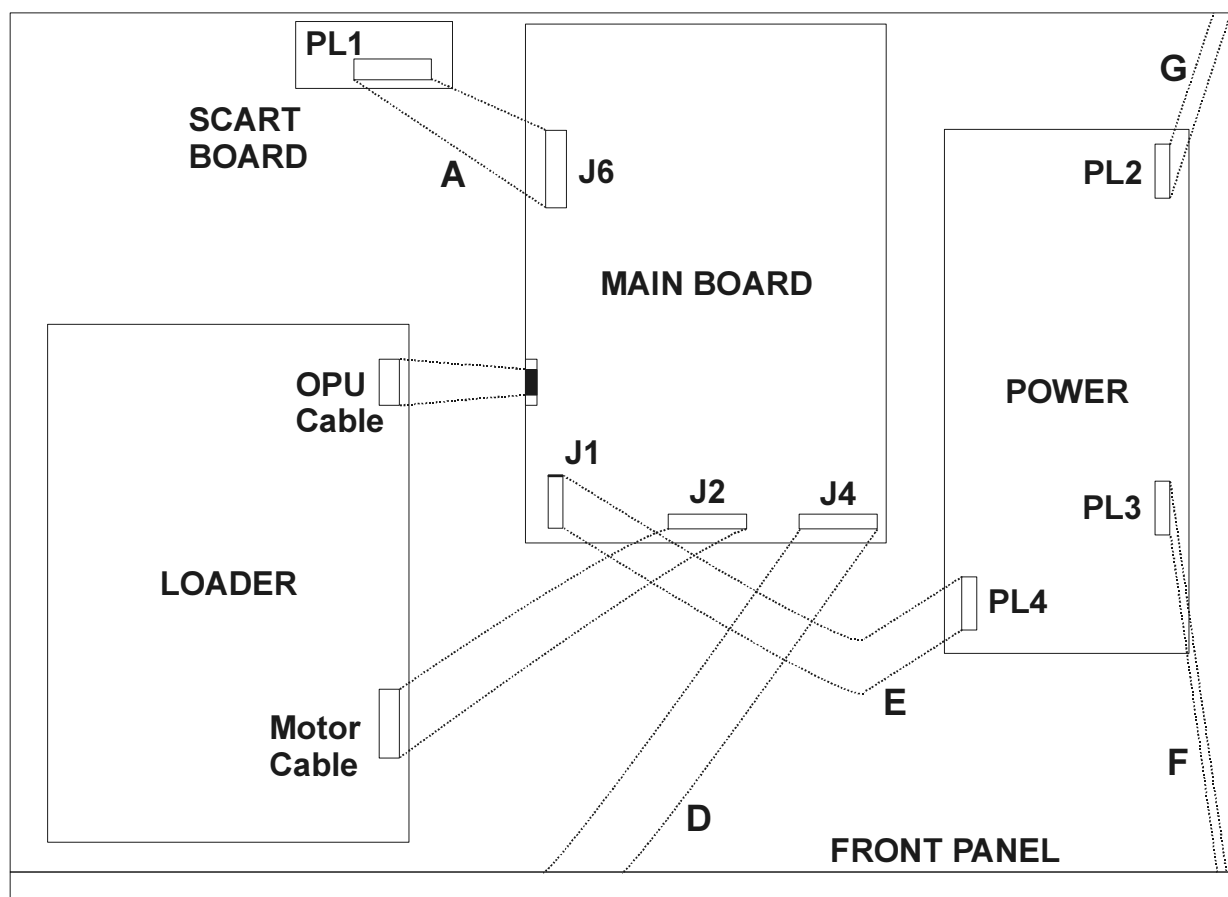 PL1
G
SCART
BOARD
A
J6
PL2
MAIN BOARD
OPU
Cable
POWER
J1
J2
J4
PL3
LOADER
PL4
E
Motor
Cable
F
D
FRONT PANEL